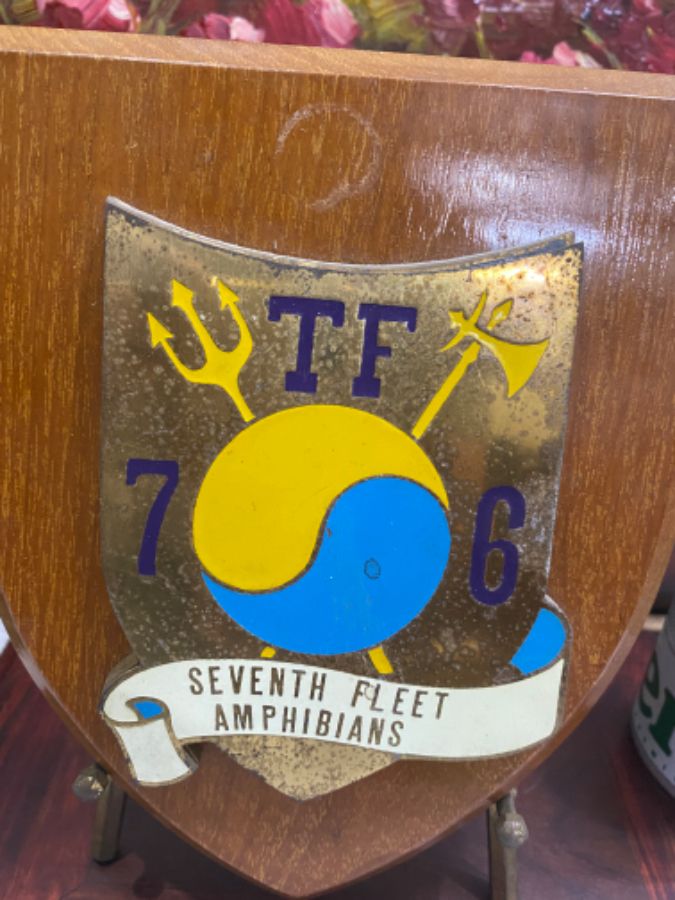 TF
7 6
SEVENTH FLEET
AMPHIBIANS